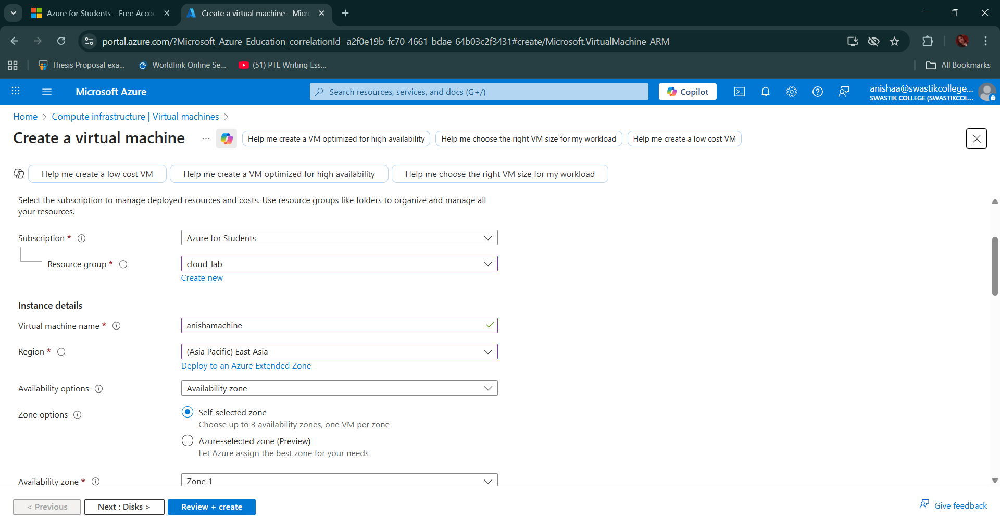 Azure for Students – Free Accou
Create a virtual machine - Micro
portal.azure.com/?Microsoft_Azure_Education_correlationId=a2f0e19b-fc70-4661-bdae-64b03c2f3431#create/Microsoft.VirtualMachine-ARM
Thesis Proposal exa...
Worldlink Online Se...
(51) PTE Writing Ess...
All Bookmarks
Microsoft Azure
Search resources, services, and docs (G+/)
Copilot
anishaa@swastikcollege...
SWASTIK COLLEGE (SWASTIKCOL...
Home > Compute infrastructure | Virtual machines >
Create a virtual machine ...
Help me create a VM optimized for high availability
Help me choose the right VM size for my workload
Help me create a low cost VM
Help me create a low cost VM
Help me create a VM optimized for high availability
Help me choose the right VM size for my workload
Select the subscription to manage deployed resources and costs. Use resource groups like folders to organize and manage all
your resources.
Subscription *
Azure for Students
Resource group *
cloud_lab
Create new
Instance details
Virtual machine name *
anishamachine
Region *
(Asia Pacific) East Asia
Deploy to an Azure Extended Zone
Availability options
Availability zone
Zone options
Self-selected zone
Choose up to 3 availability zones, one VM per zone
Azure-selected zone (Preview)
Let Azure assign the best zone for your needs
Availability zone *
Zone 1
< Previous
Next : Disks >
Review + create
Give feedback